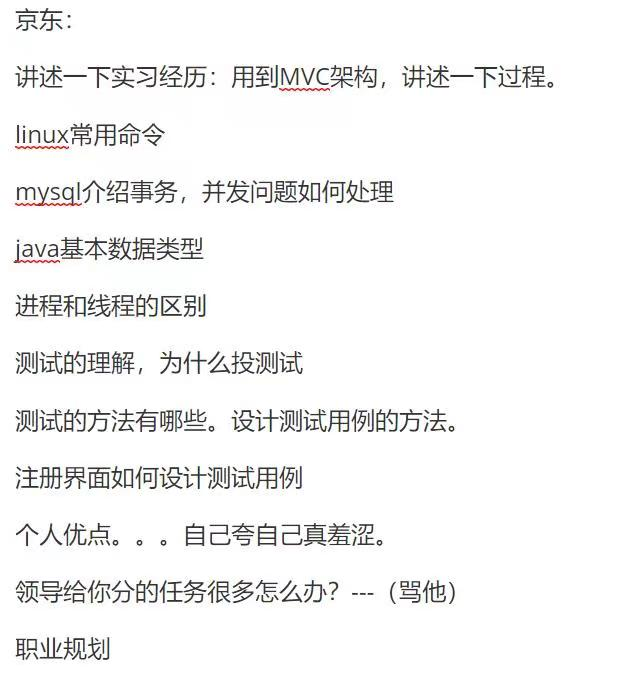 京东：
讲述一下实习经历：用到MVC架构，讲述一下过程。
linux常用命令
mysql介绍事务，并发问题如何处理
java基本数据类型
进程和线程的区别
测试的理解，为什么投测试
测试的方法有哪些。设计测试用例的方法。
注册界面如何设计测试用例
个人优点。。。自己夸自己真羞涩。
领导给你分的任务很多怎么办？---（骂他）
职业规划